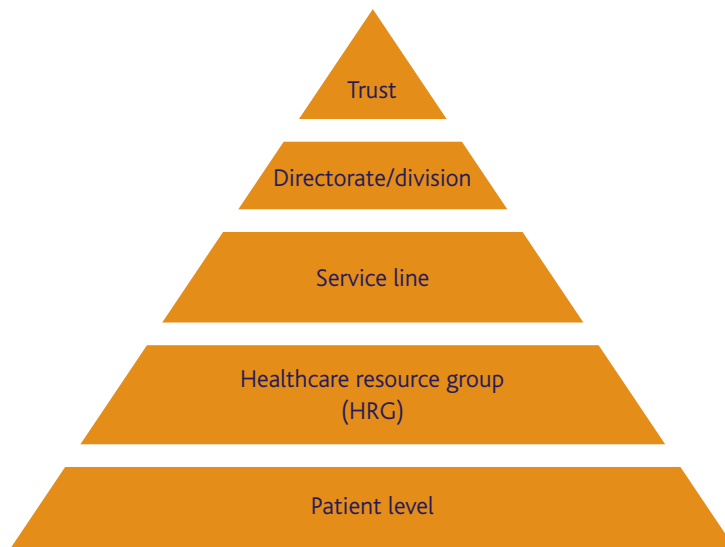 Trust
Directorate/division
Service line
Healthcare resource group
(HRG)
Patient level